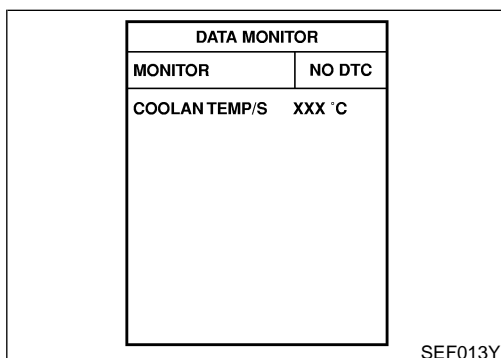 DATA MONITOR
MONITOR NO DTC
COOLAN TEMP/S XXX °C
SEF013Y